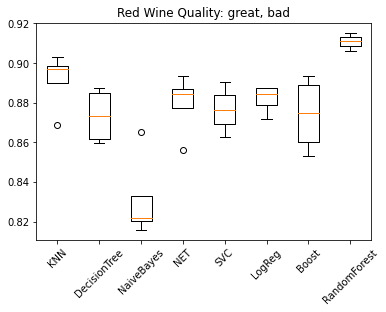 Red Wine Quality: great, bad
0.92
0.90
0.88
0.86
0.84
0.82
KNN
DecisionTree
NaiveBayes
NET
SVC
LogReg
Boost
RandomForest